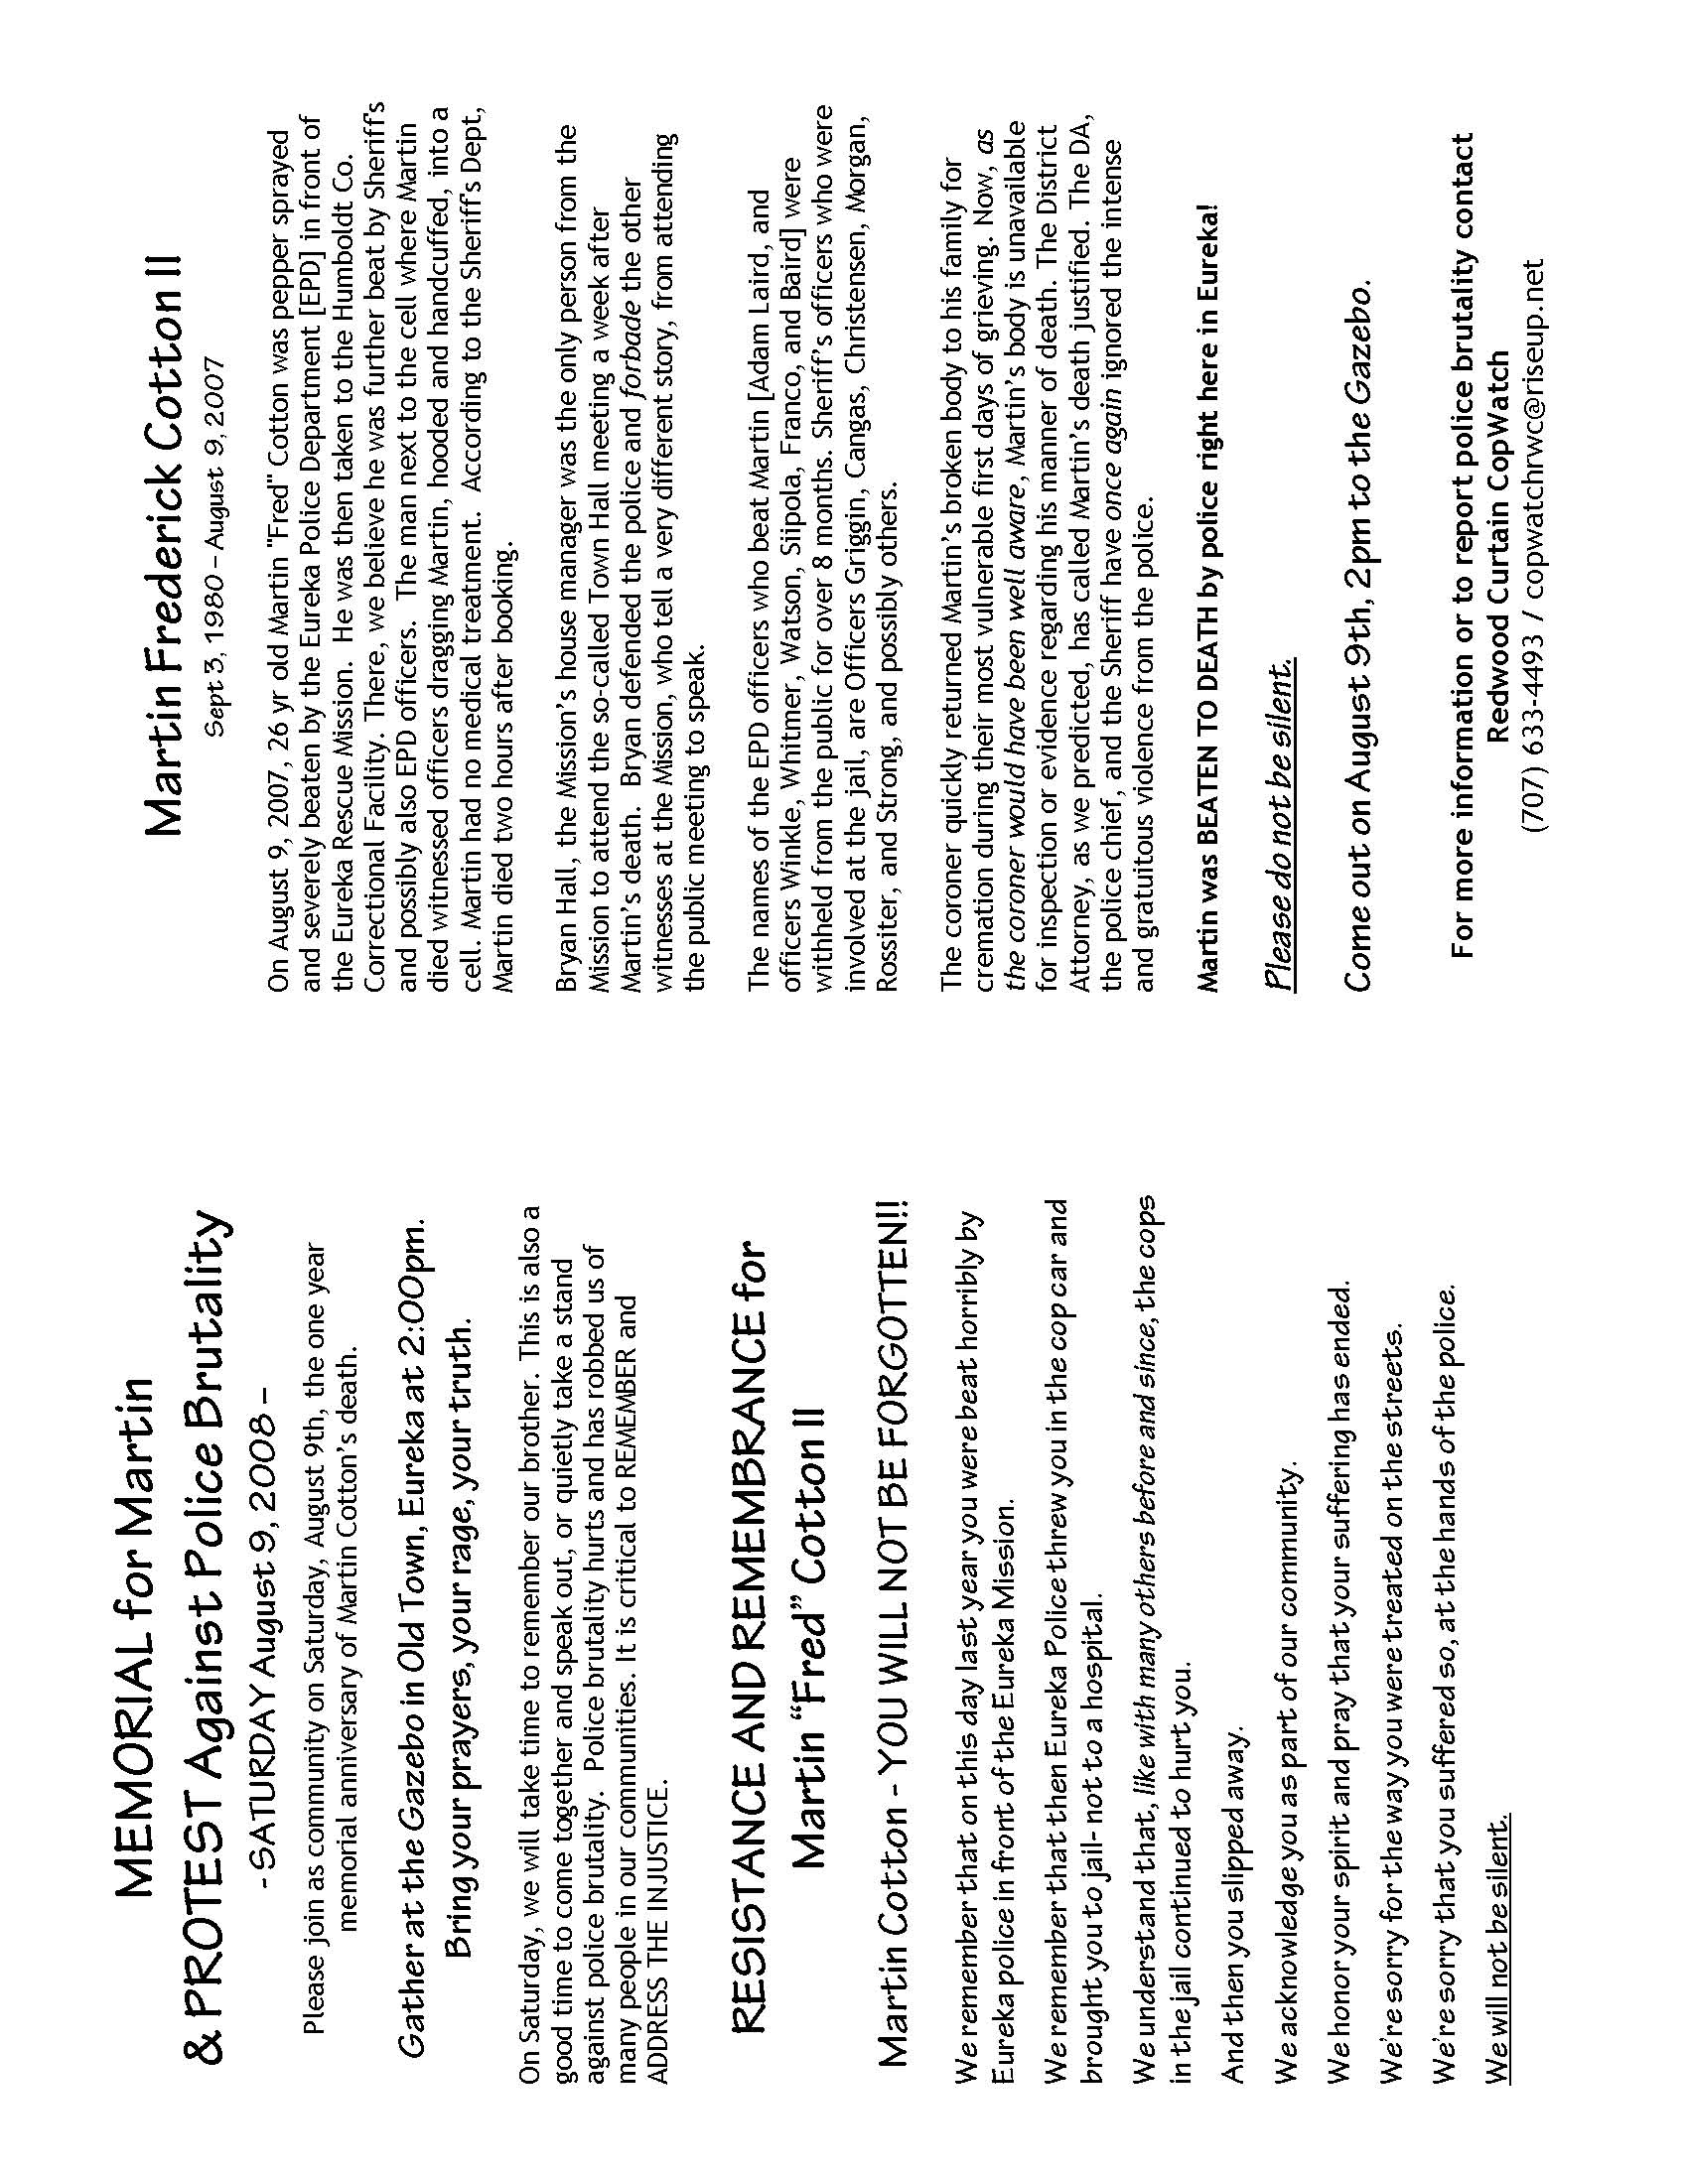 MEMORIAL for Martin
& PROTEST Against Police Brutality
- SATURDAY August 9, 2008 -
Please join as community on Saturday, August 9th, the one year
memorial anniversary of Martin Cotton's death.
Gather at the Gazebo in Old Town, Eureka at 2:00pm.
Bring your prayers, your rage, your truth.
On Saturday, we will take time to remember our brother. This is also a
good time to come together and speak out, or quietly take a stand
against police brutality.  Police brutality hurts and has robbed us of
many people in our communities. It is critical to REMEMBER and
ADDRESS THE INJUSTICE.
RESISTANCE AND REMEMBRANCE for
Martin “Fred” Cotton II
Martin Cotton - YOU WILL NOT BE FORGOTTEN!!
We remember that on this day last year you were beat horribly by
Eureka police in front of the Eureka Mission.
We remember that then Eureka Police threw you in the cop car and
brought you to jail- not to a hospital.
We understand that, like with many others before and since, the cops
in the jail continued to hurt you.
And then you slipped away.
We acknowledge you as part of our community.
We honor your spirit and pray that your suffering has ended.
We're sorry for the way you were treated on the streets.
We're sorry that you suffered so, at the hands of the police.
We will not be silent.
Martin Frederick Cotton II
Sept 3, 1980 – August 9, 2007
On August 9, 2007, 26 yr old Martin "Fred" Cotton was pepper sprayed
and severely beaten by the Eureka Police Department [EPD] in front of
the Eureka Rescue Mission.  He was then taken to the Humboldt Co.
Correctional Facility. There, we believe he was further beat by Sheriff's
and possibly also EPD officers.  The man next to the cell where Martin
died witnessed officers dragging Martin, hooded and handcuffed, into a
cell. Martin had no medical treatment.  According to the Sheriff's Dept,
Martin died two hours after booking.
Bryan Hall, the Mission's house manager was the only person from the
Mission to attend the so-called Town Hall meeting a week after
Martin's death.  Bryan defended the police and forbade the other
witnesses at the Mission, who tell a very different story, from attending
the public meeting to speak.
The names of the EPD officers who beat Martin [Adam Laird, and
officers Winkle, Whitmer, Watson, Siipola, Franco, and Baird] were
withheld from the public for over 8 months. Sheriff's officers who were
involved at the jail, are Officers Griggin, Cangas, Christensen, Morgan,
Rossiter, and Strong, and possibly others.
The coroner quickly returned Martin's broken body to his family for
cremation during their most vulnerable first days of grieving. Now, as
the coroner would have been well aware, Martin's body is unavailable
for inspection or evidence regarding his manner of death. The District
Attorney, as we predicted, has called Martin's death justified. The DA,
the police chief, and the Sheriff have once again ignored the intense
and gratuitous violence from the police.
Martin was BEATEN TO DEATH by police right here in Eureka!
Please do not be silent.
Come out on August 9th, 2pm to the Gazebo.
For more information or to report police brutality contact
Redwood Curtain CopWatch
(707) 633-4493 / copwatchrwc@riseup.net